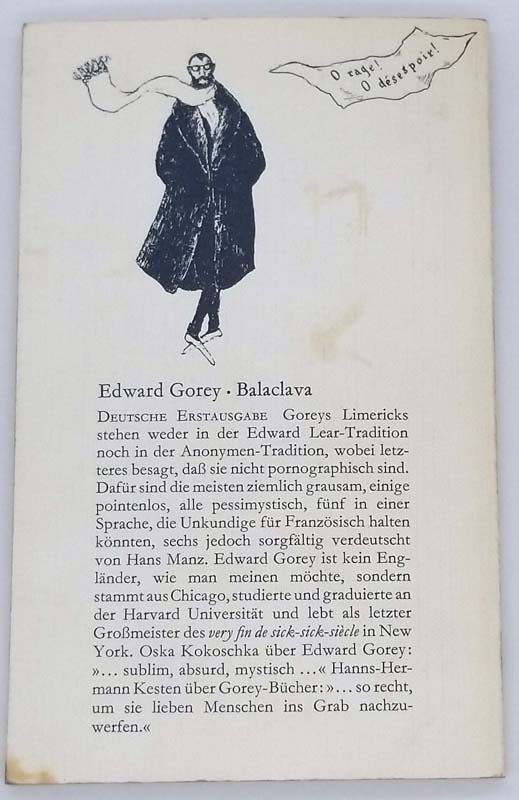 O rage!
O désespoir!
Edward Gorey · Balaclava
DEUTSCHE ERSTAUSGABE Goreys Limericks
stehen weder in der Edward Lear-Tradition
noch in der Anonymen-Tradition, wobei letz-
teres besagt, daß sie nicht pornographisch sind.
Dafür sind die meisten ziemlich grausam, einige
pointenlos, alle pessimystisch, fünf in einer
Sprache, die Unkundige für Französisch halten
könnten, sechs jedoch sorgfältig verdeutscht
von Hans Manz. Edward Gorey ist kein Eng-
länder, wie man meinen möchte, sondern
stammt aus Chicago, studierte und graduierte an
der Harvard Universität und lebt als letzter
Großmeister des very fin de sick-sick-siècle in New
York. Oska Kokoschka über Edward Gorey:
»... sublim, absurd, mystisch ...« Hanns-Her-
mann Kesten über Gorey-Bücher: »... so recht,
um sie lieben Menschen ins Grab nachzu-
werfen.«